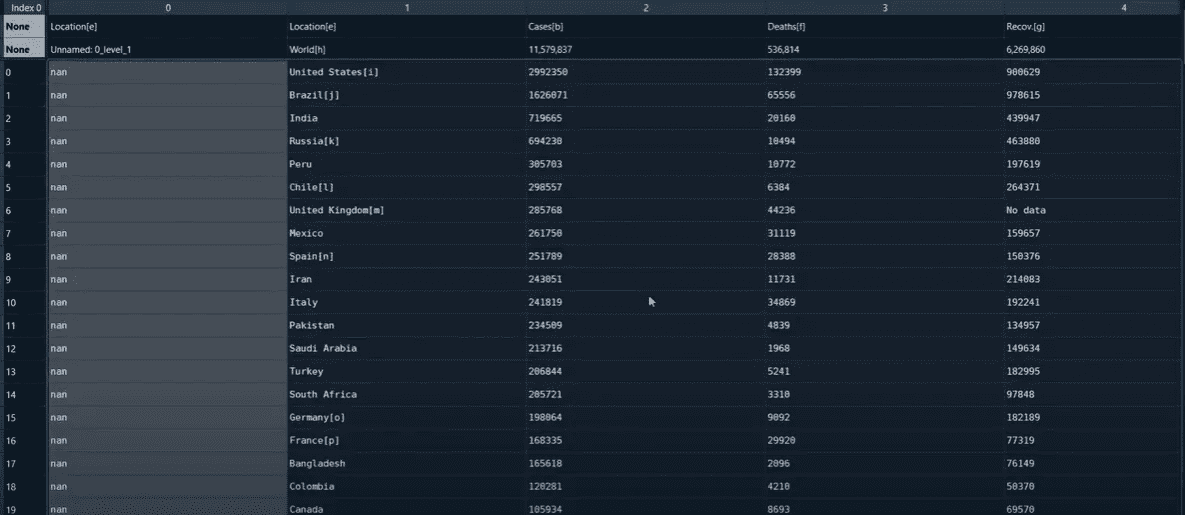 Index 0 0 1 2 3 4
None Location[e] Location[e] Cases[b] Deaths[f] Recov.[g]
None Unnamed: 0_level_1 World[h] 11,579,837 536,814 6,269,860
0 nan United States[i] 2992350 132399 900629
1 nan Brazil[j] 1626071 65556 978615
2 nan India 719665 20160 439947
3 nan Russia[k] 694230 10494 463880
4 nan Peru 305703 10772 197619
5 nan Chile[l] 298557 6384 264371
6 nan United Kingdom[m] 285768 44236 No data
7 nan Mexico 261750 31119 159657
8 nan Spain[n] 251789 28388 150376
9 nan Iran 243051 11731 214083
10 nan Italy 241819 34869 192241
11 nan Pakistan 234509 4839 134957
12 nan Saudi Arabia 213716 1968 149634
13 nan Turkey 206844 5241 182995
14 nan South Africa 205721 3310 97848
15 nan Germany[o] 198064 9092 182189
16 nan France[p] 168335 29920 77319
17 nan Bangladesh 165618 2096 76149
18 nan Colombia 120281 4210 50370
19 nan Canada 105934 8693 69570